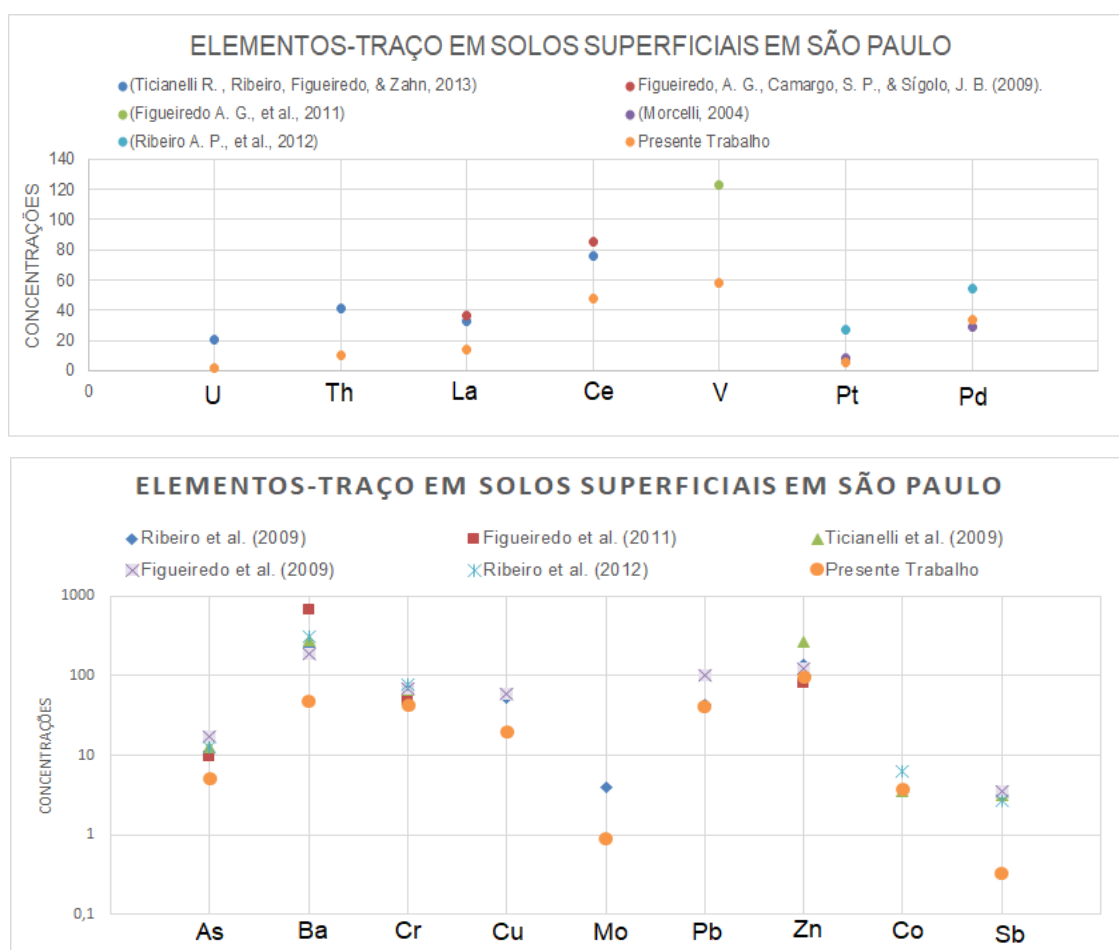 ELEMENTOS-TRAÇO EM SOLOS SUPERFICIAIS EM SÃO PAULO
(Ticianelli R. , Ribeiro, Figueiredo, & Zahn, 2013)
Figueiredo, A. G., Camargo, S. P., & Sígolo, J. B. (2009).
(Figueiredo A. G., et al., 2011)
(Morcelli, 2004)
(Ribeiro A. P., et al., 2012)
Presente Trabalho
CONCENTRAÇÕES
140
120
100
80
60
40
20
0
0
U Th La Ce V Pt Pd
ELEMENTOS-TRAÇO EM SOLOS SUPERFICIAIS EM SÃO PAULO
Ribeiro et al. (2009)
Figueiredo et al. (2011)
Ticianelli et al. (2009)
Figueiredo et al. (2009)
Ribeiro et al. (2012)
Presente Trabalho
CONCENTRAÇÕES
1000
100
10
1
0,1
As Ba Cr Cu Mo Pb Zn Co Sb